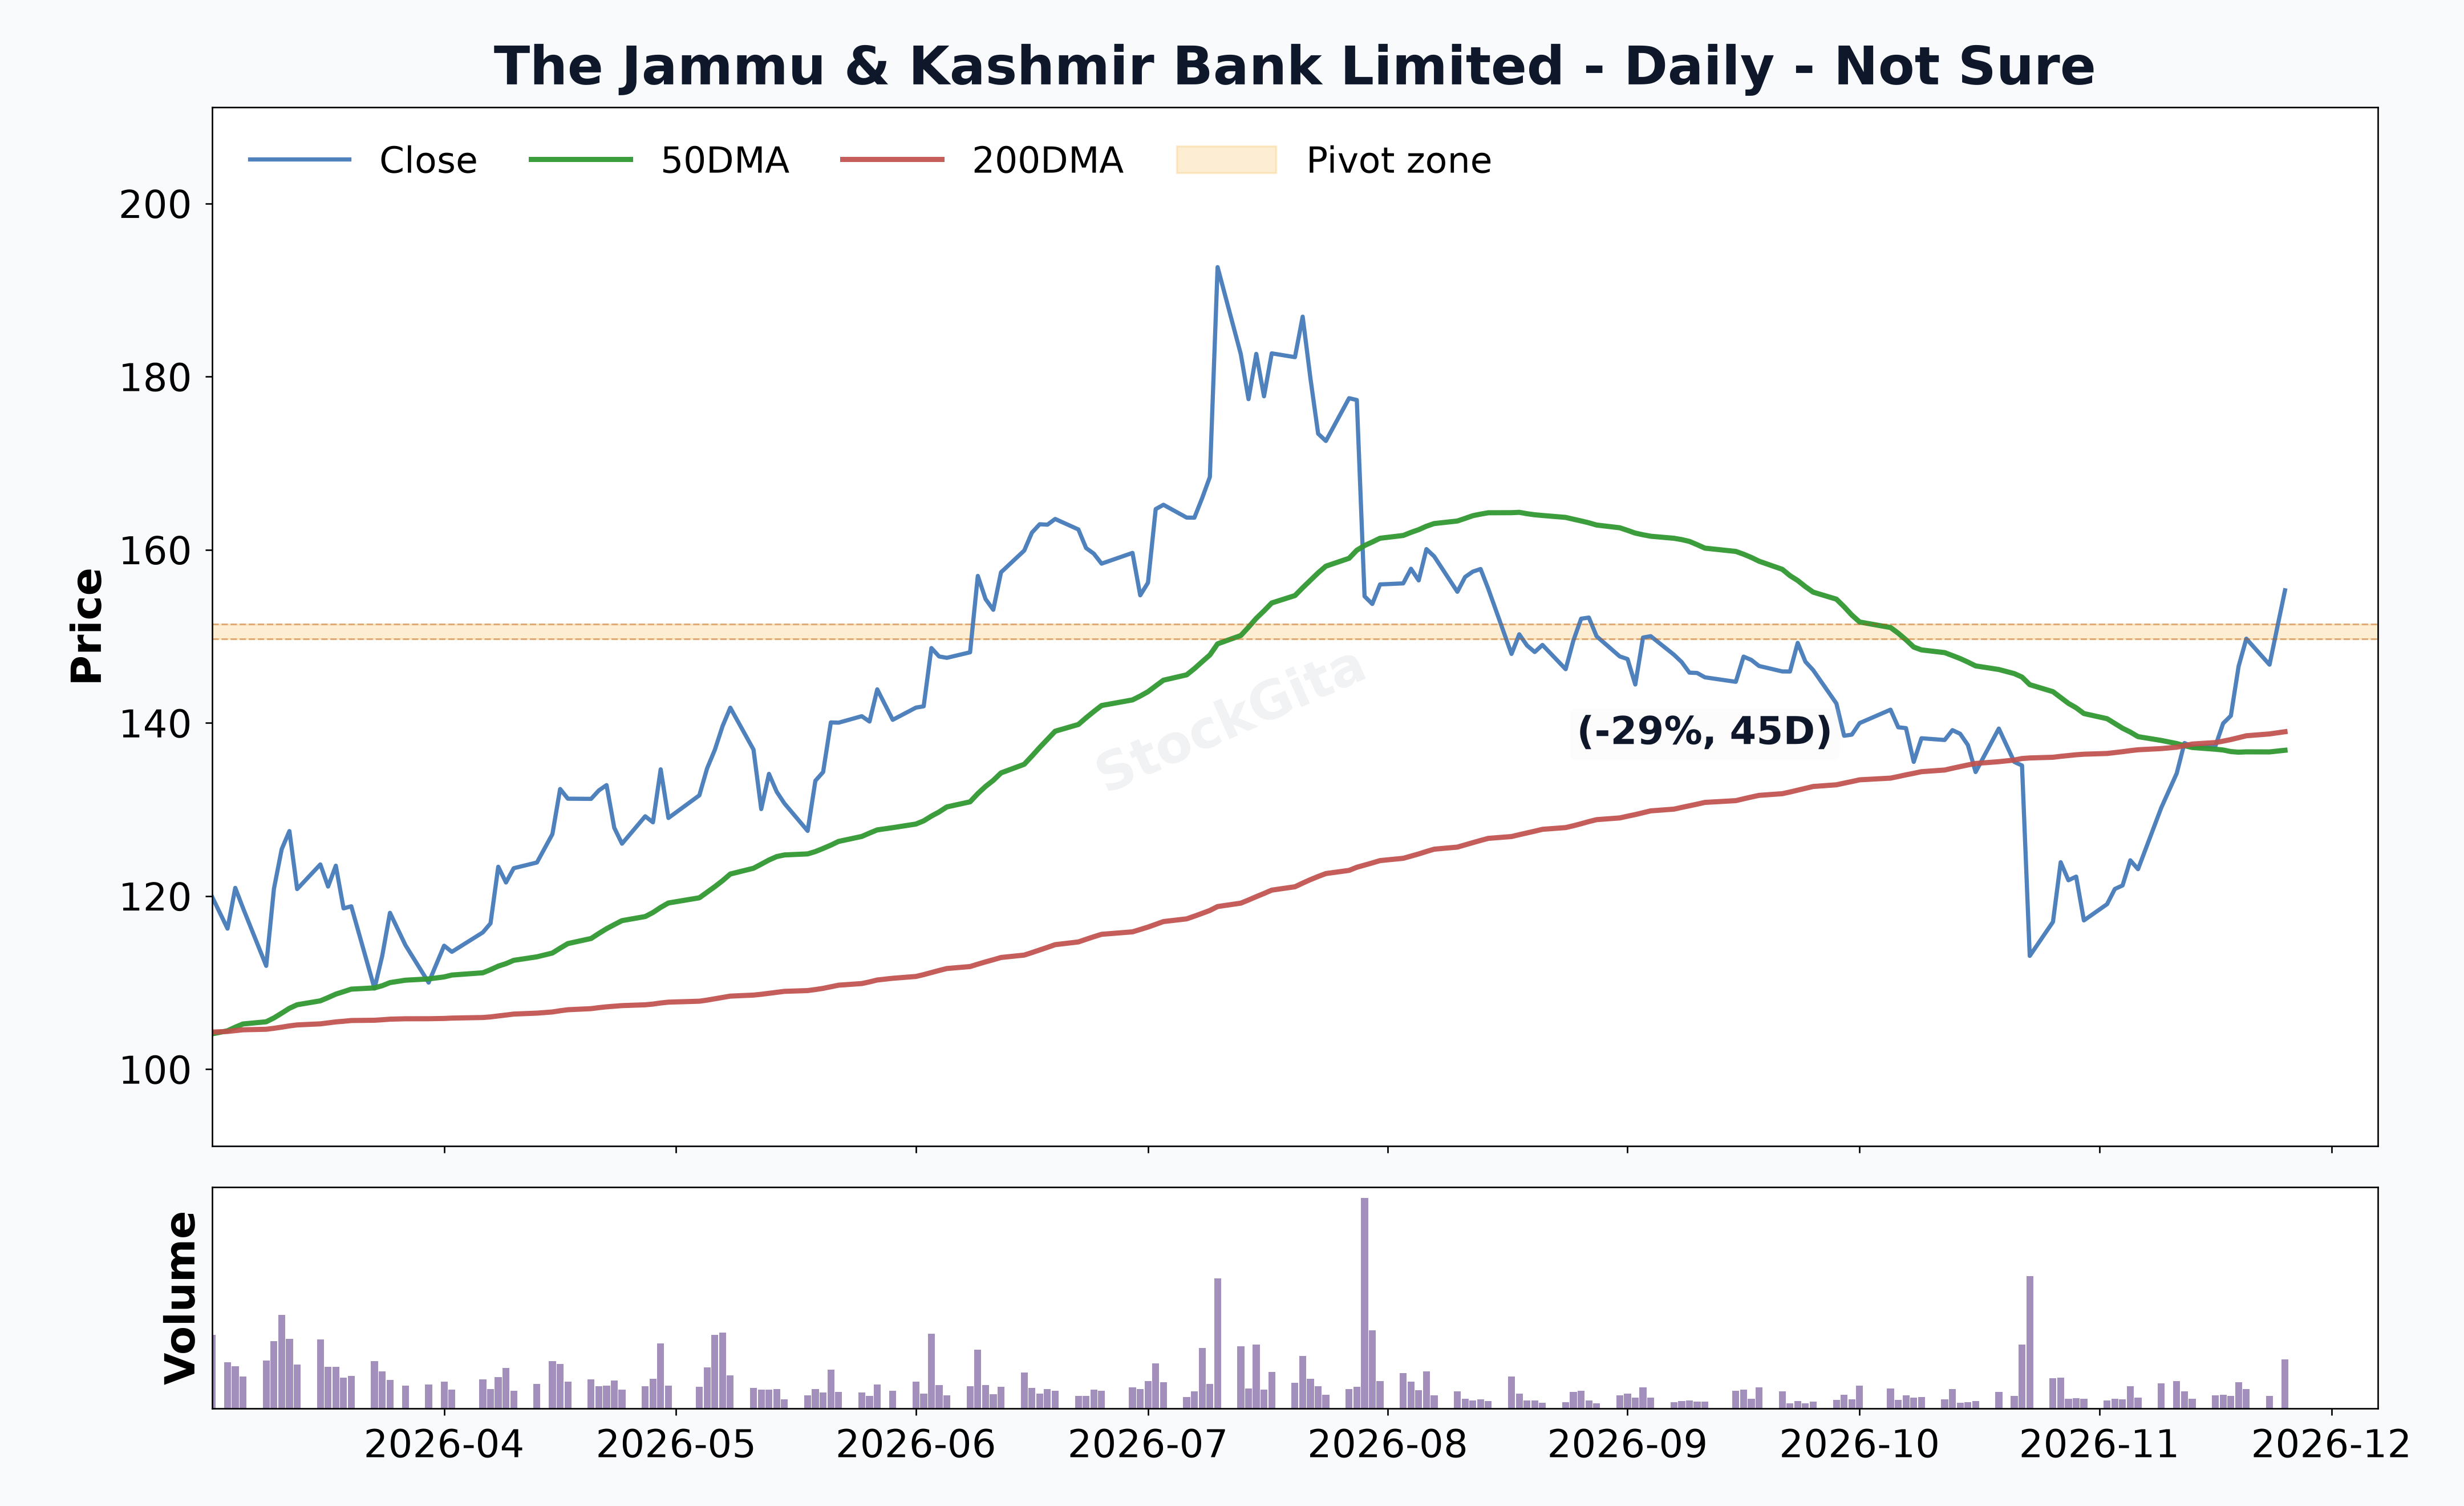 The Jammu & Kashmir Bank Limited - Daily - Not Sure
Close 50DMA 200DMA Pivot zone
200
180
160
140
120
100
Price
StockGita
(-29%, 45D)
Volume
2026-04 2026-05 2026-06 2026-07 2026-08 2026-09 2026-10 2026-11 2026-12